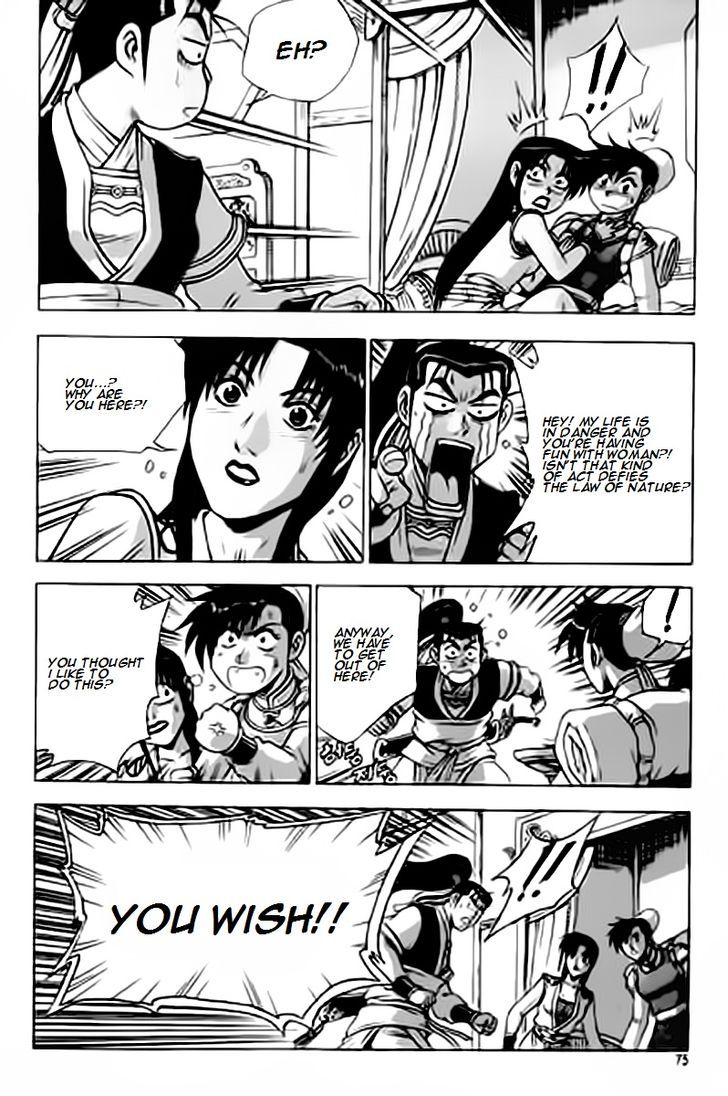 EH?
!!
YOU...?
WHY ARE
YOU HERE?!
HEY! MY LIFE IS
IN DANGER AND
YOU'RE HAVING
FUN WITH WOMAN?!
ISN'T THAT KIND
OF ACT DEFIES
THE LAW OF NATURE?
YOU THOUGHT
I LIKE TO
DO THIS?
ANYWAY,
WE HAVE
TO GET
OUT OF
HERE!
!
YOU WISH!!
!!
75